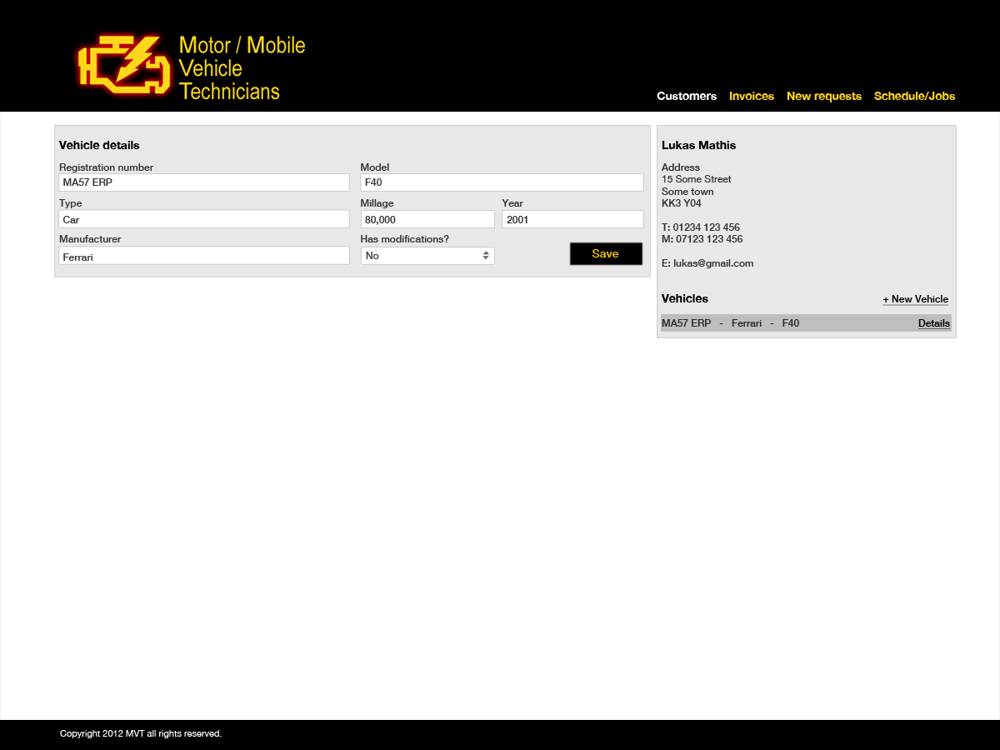 Motor / Mobile
Vehicle
Technicians
Customers Invoices New requests Schedule/Jobs
Vehicle details
Registration number
MA57 ERP
Model
F40
Type
Car
Millage
80,000
Year
2001
Manufacturer
Ferrari
Has modifications?
No
Save
Lukas Mathis
Address
15 Some Street
Some town
KK3 Y04
T: 01234 123 456
M: 07123 123 456
E: lukas@gmail.com
Vehicles + New Vehicle
MA57 ERP - Ferrari - F40 Details
Copyright 2012 MVT all rights reserved.